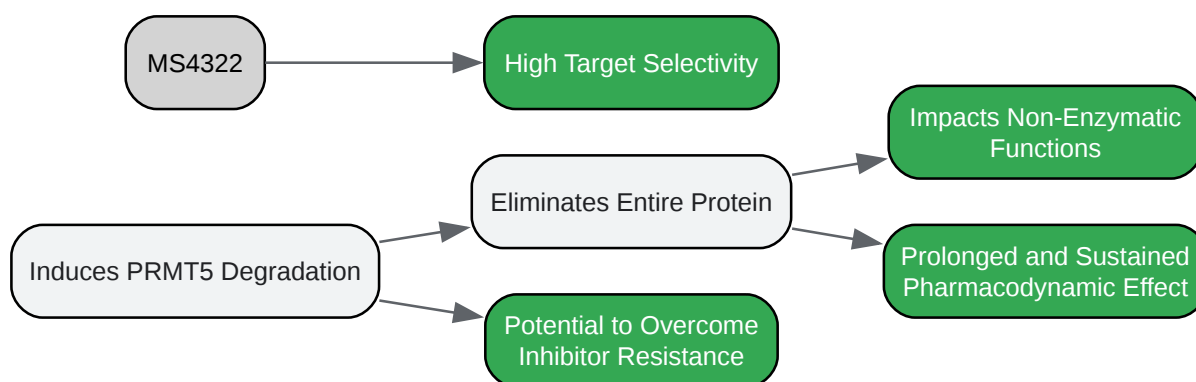 MS4322
High Target Selectivity
Impacts Non-Enzymatic
Functions
Eliminates Entire Protein
Induces PRMT5 Degradation
Prolonged and Sustained
Pharmacodynamic Effect
Potential to Overcome
Inhibitor Resistance